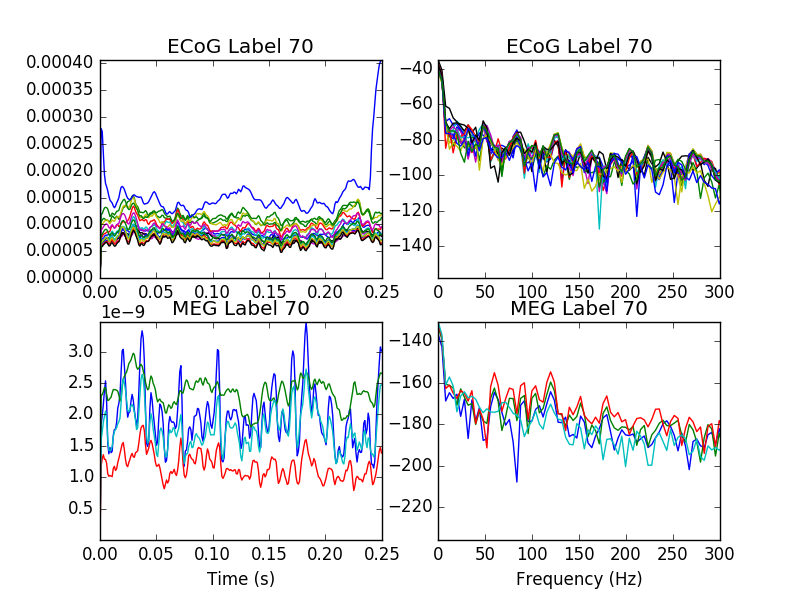 ECoG Label 70
0.00040
0.00035
0.00030
0.00025
0.00020
0.00015
0.00010
0.00005
0.00000
0.00 0.05 0.10 0.15 0.20 0.25
ECoG Label 70
−40
−60
−80
−100
−120
−140
0 50 100 150 200 250 300
MEG Label 70
1e−9
3.0
2.5
2.0
1.5
1.0
0.5
0.00 0.05 0.10 0.15 0.20 0.25
Time (s)
MEG Label 70
−140
−160
−180
−200
−220
0 50 100 150 200 250 300
Frequency (Hz)